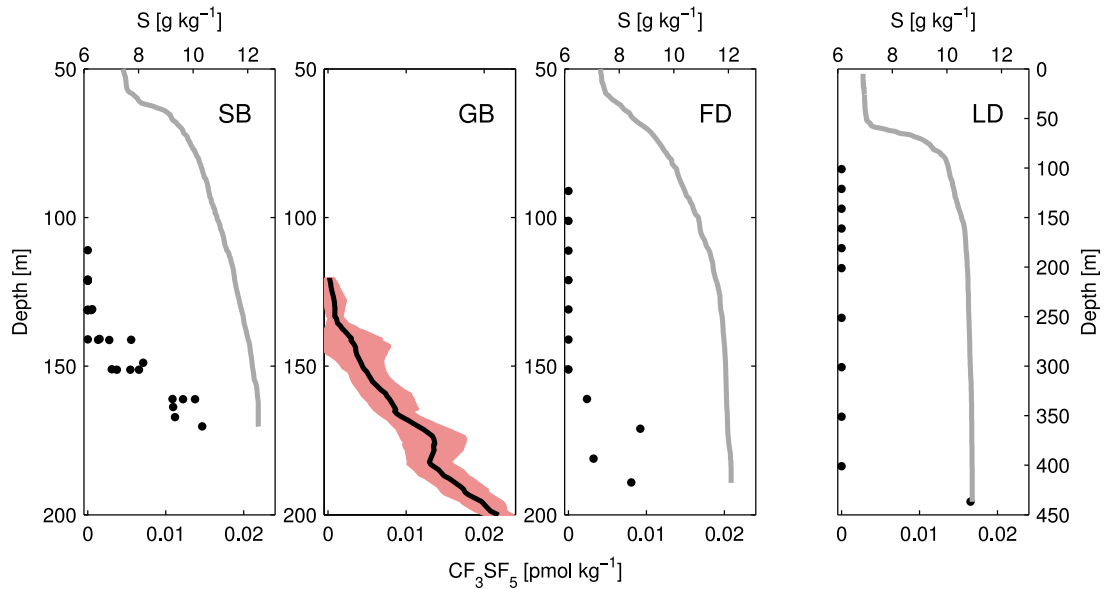 S [g kg⁻¹] S [g kg⁻¹] S [g kg⁻¹]
6 8 10 12 6 8 10 12 6 8 10 12
50 50 50 0
SB GB FD LD
50
100 100 100 100
150
Depth [m] 200 Depth [m]
150 150 150 250
300
350
400
200 200 200 450
0 0.01 0.02 0 0.01 0.02 0 0.01 0.02 0 0.01 0.02
CF₃SF₅ [pmol kg⁻¹]